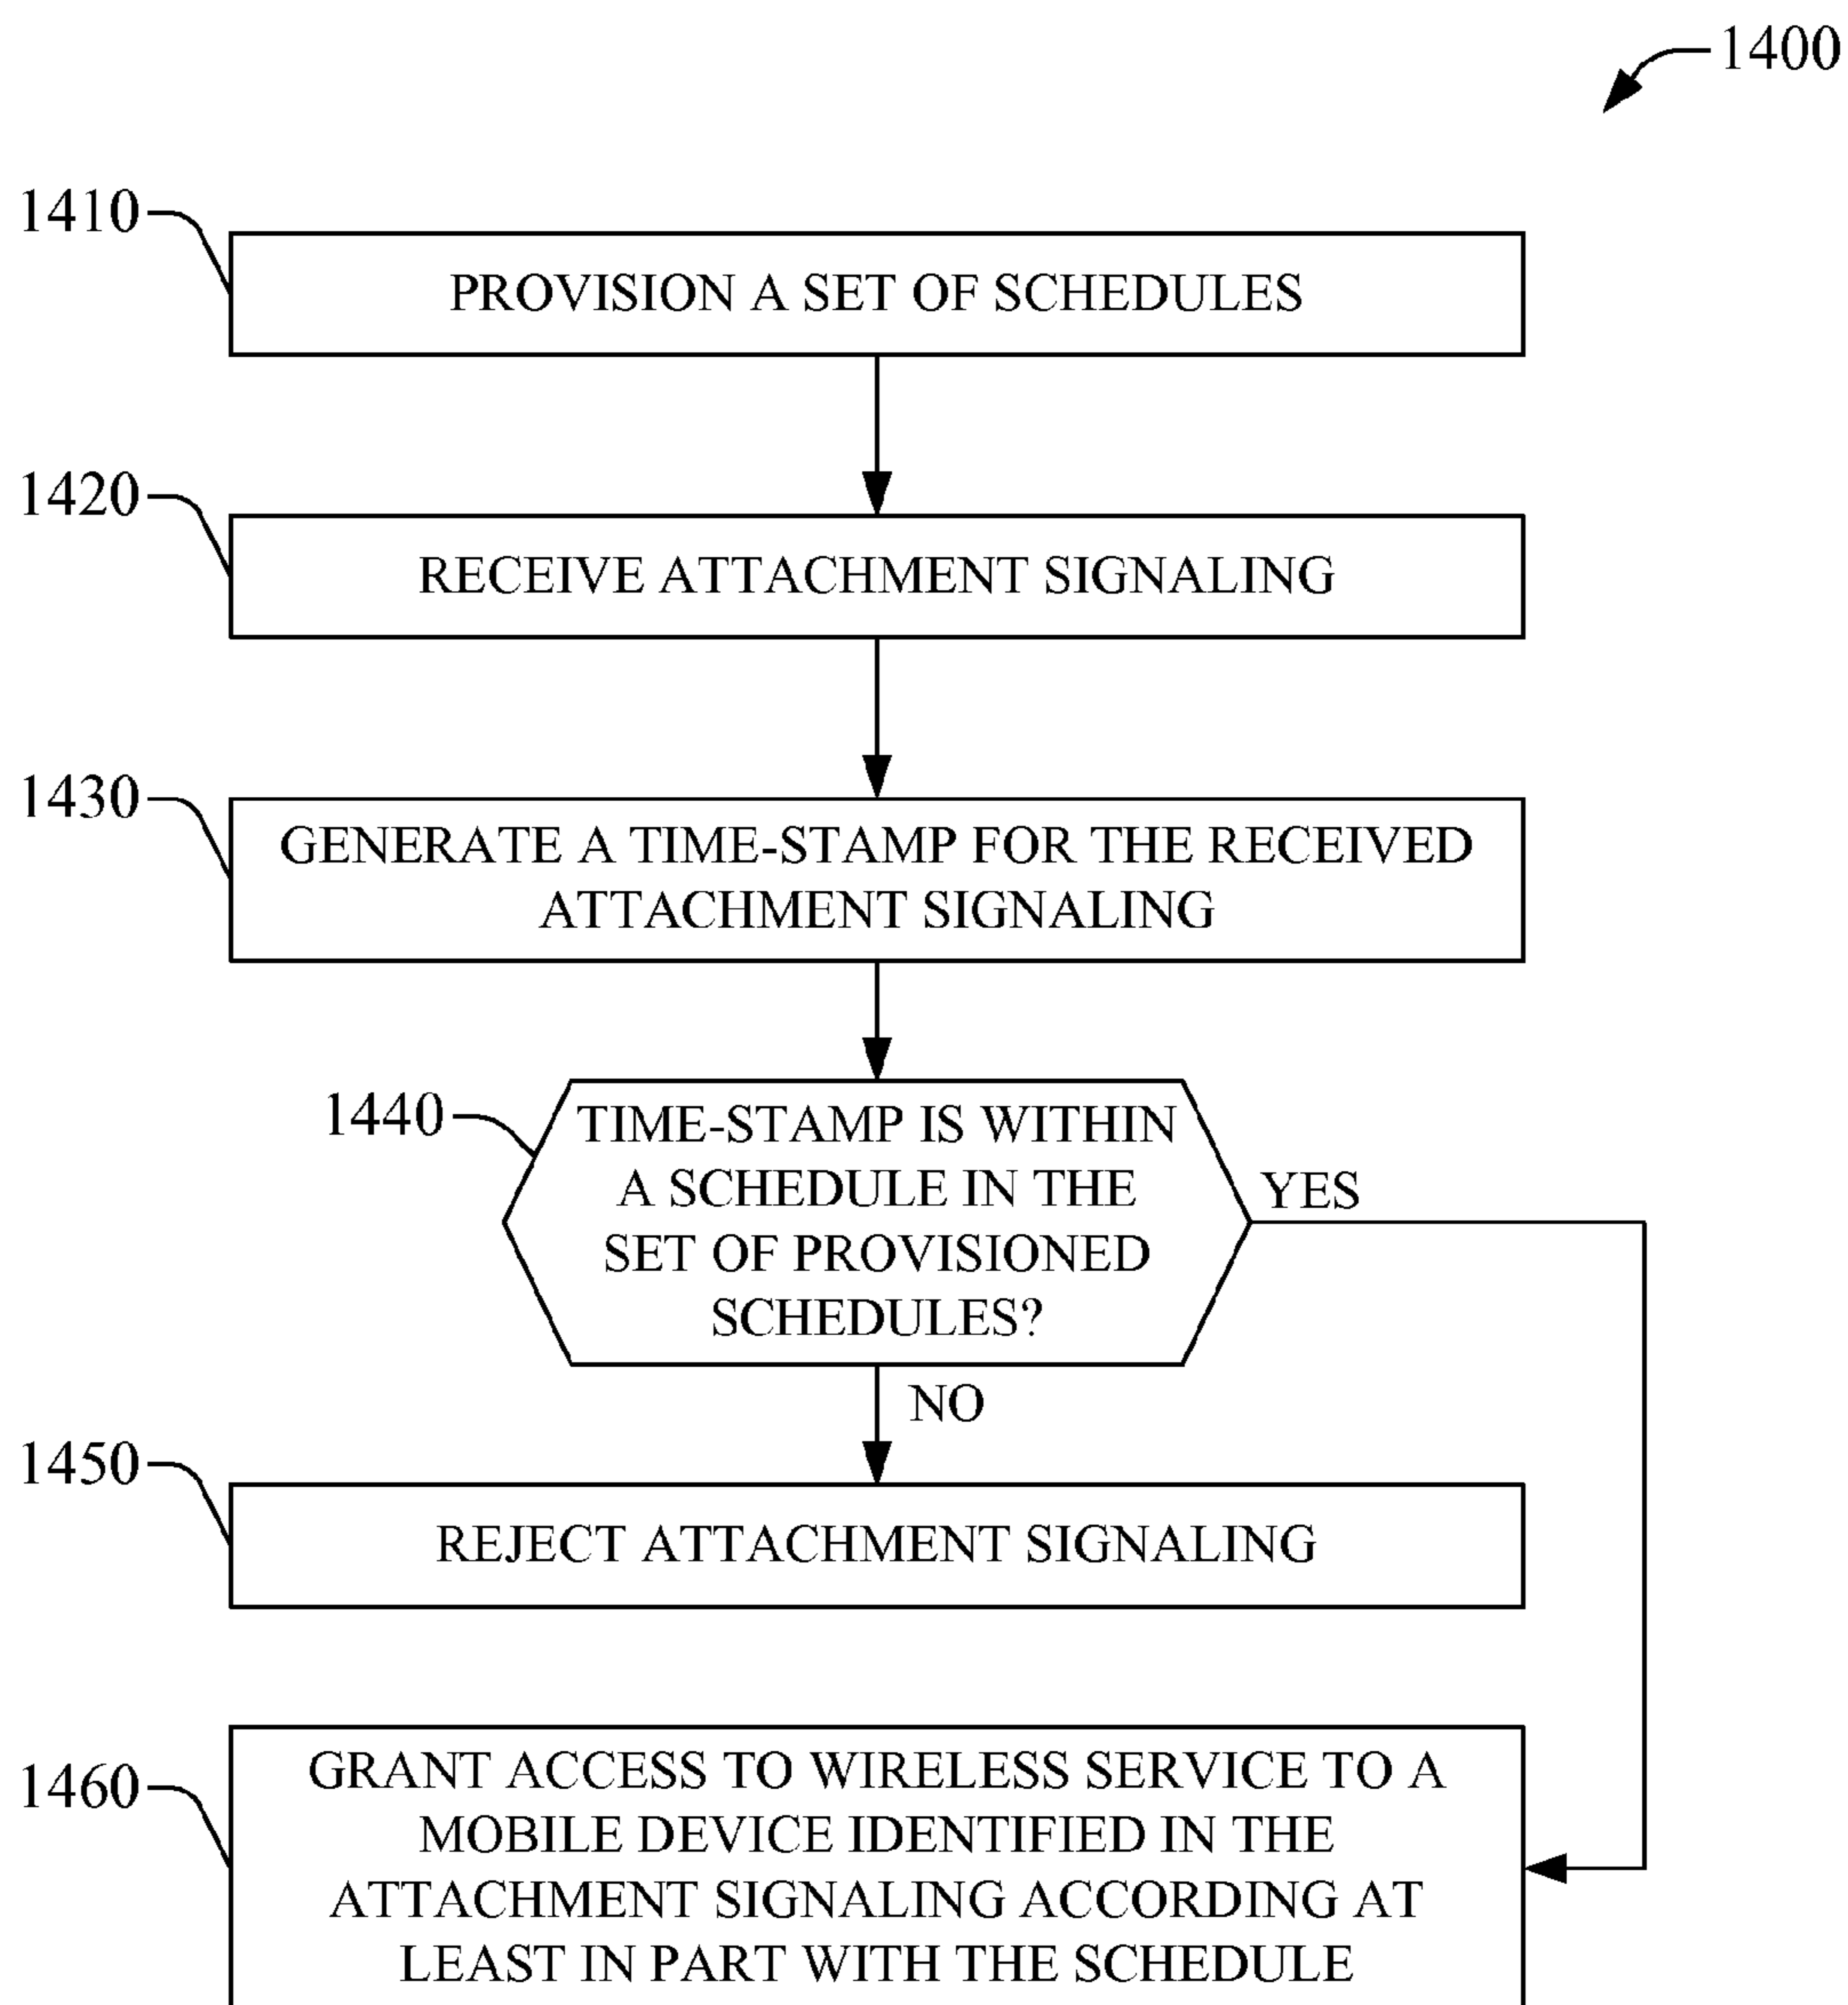 1400
1410
PROVISION A SET OF SCHEDULES
1420
RECEIVE ATTACHMENT SIGNALING
1430
GENERATE A TIME-STAMP FOR THE RECEIVED
ATTACHMENT SIGNALING
1440
TIME-STAMP IS WITHIN
A SCHEDULE IN THE
SET OF PROVISIONED
SCHEDULES?
YES
NO
1450
REJECT ATTACHMENT SIGNALING
1460
GRANT ACCESS TO WIRELESS SERVICE TO A
MOBILE DEVICE IDENTIFIED IN THE
ATTACHMENT SIGNALING ACCORDING AT
LEAST IN PART WITH THE SCHEDULE